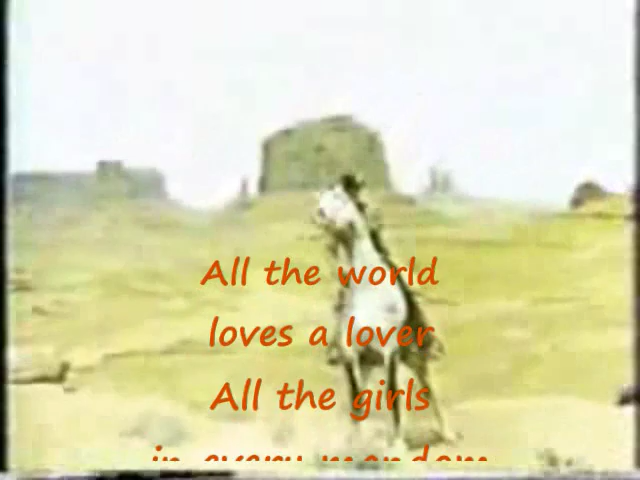 All the world
loves a lover
All the girls
in every mandom